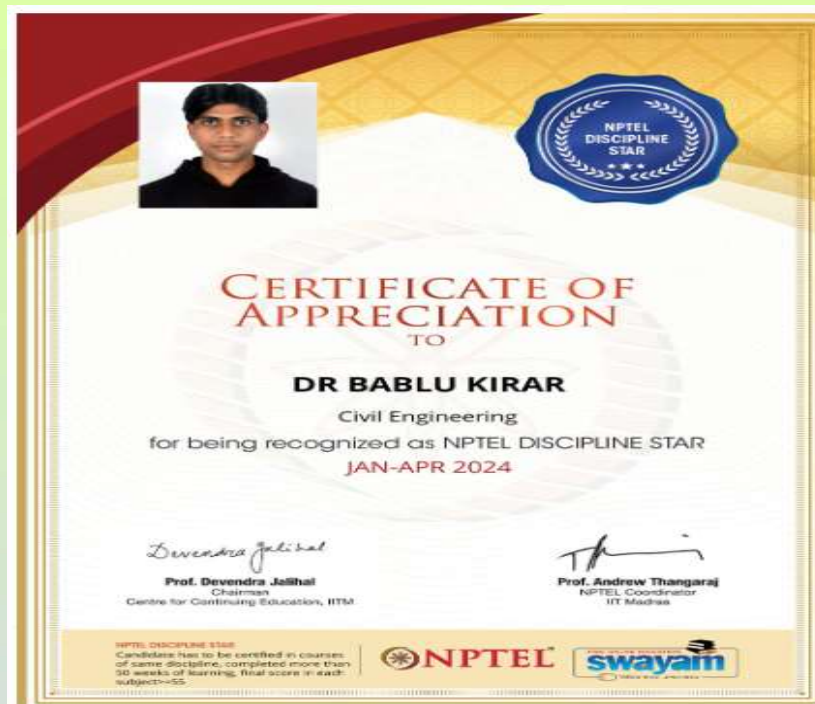 NPTEL
DISCIPLINE
STAR
CERTIFICATE OF
APPRECIATION
TO
DR BABLU KIRAR
Civil Engineering
for being recognized as NPTEL DISCIPLINE STAR
JAN-APR 2024
Devendra Jalihal
Prof. Devendra Jalihal
Chairman
Centre for Continuing Education, IITM
Prof. Andrew Thangaraj
NPTEL Coordinator
IIT Madras
NPTEL DISCIPLINE STAR
Candidate has to be certified in courses
of same discipline, completed more than
50 weeks of learning, final score in each
subject>=55
NPTEL
swayam